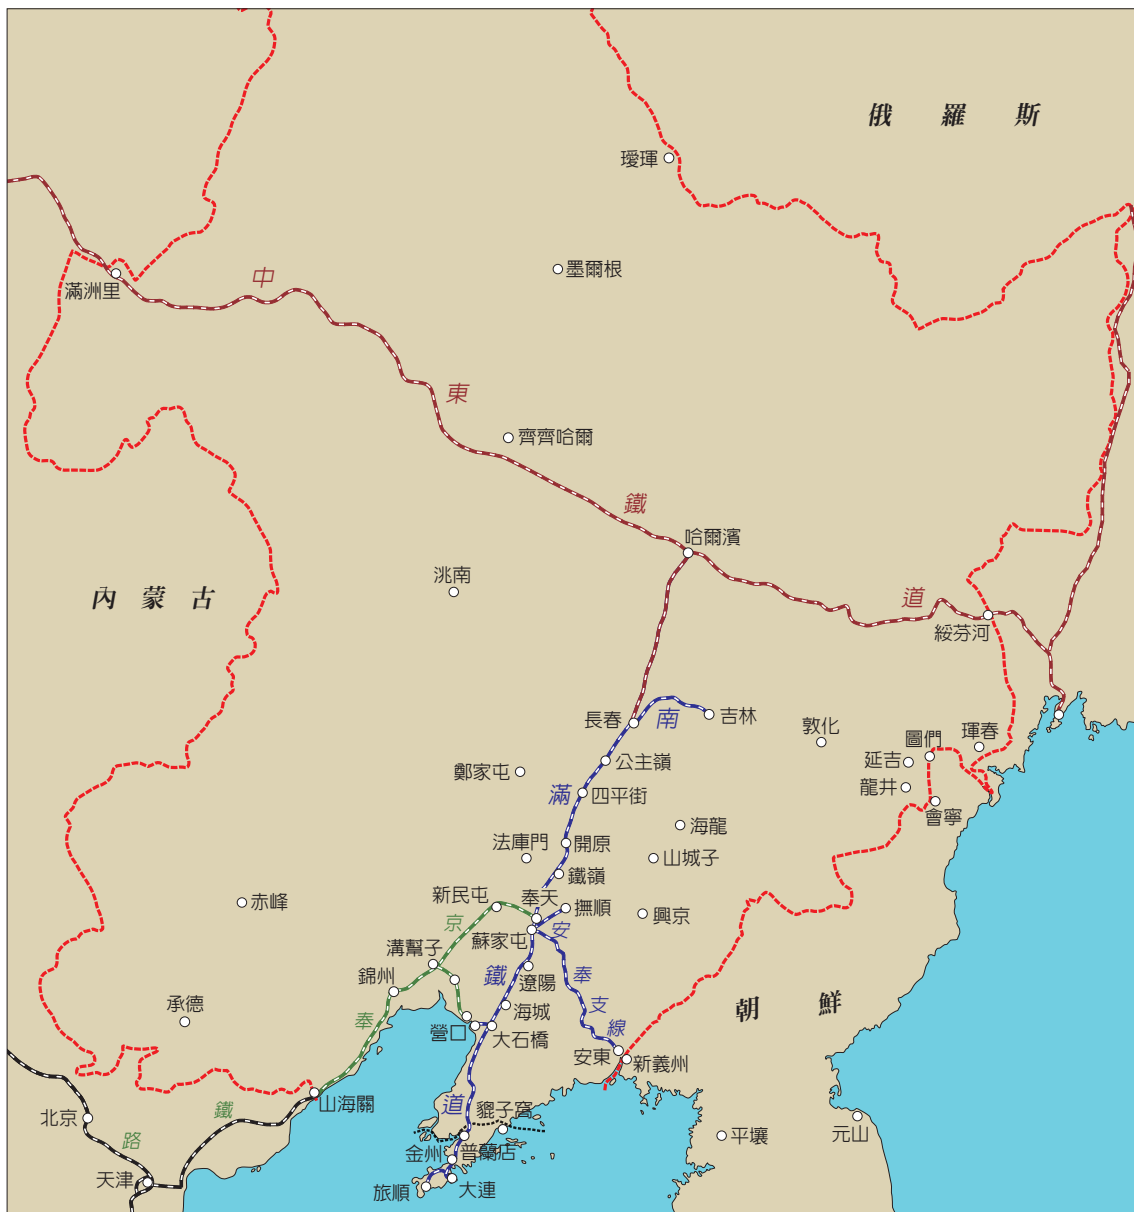 俄羅斯
璦琿
墨爾根
滿洲里
中東鐵道
齊齊哈爾
哈爾濱
洮南
內蒙古
綏芬河
長春
南滿鐵道
吉林
敦化
琿春
圖們
延吉
公主嶺
鄭家屯
龍井
四平街
會寧
海龍
法庫門
開原
山城子
鐵嶺
赤峰
新民屯
奉天
撫順
興京
京奉鐵路
安奉支線
蘇家屯
溝幫子
錦州
遼陽
承德
海城
朝鮮
營口
大石橋
安東
新義州
山海關
貔子窩
北京
平壤
元山
金州
普蘭店
天津
旅順
大連